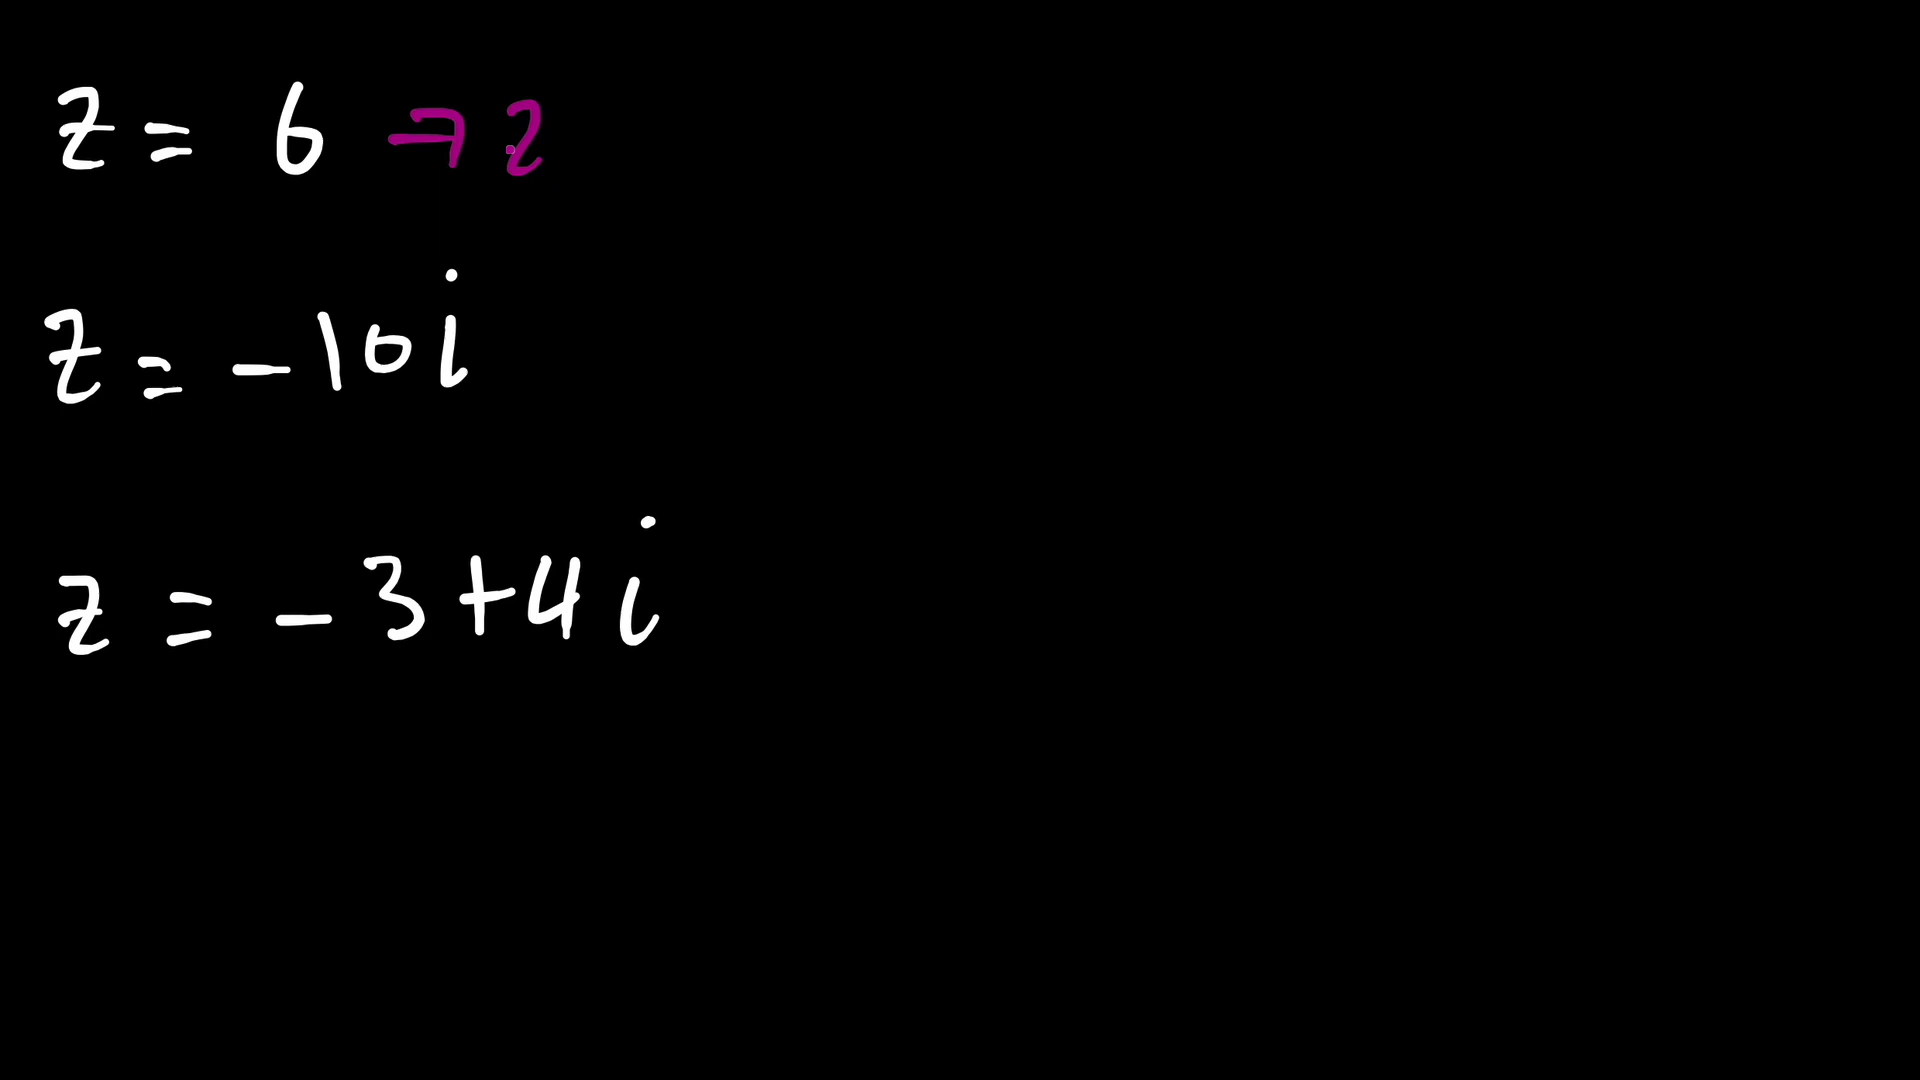 z = 6 → z
z = -10i
z = -3+4i